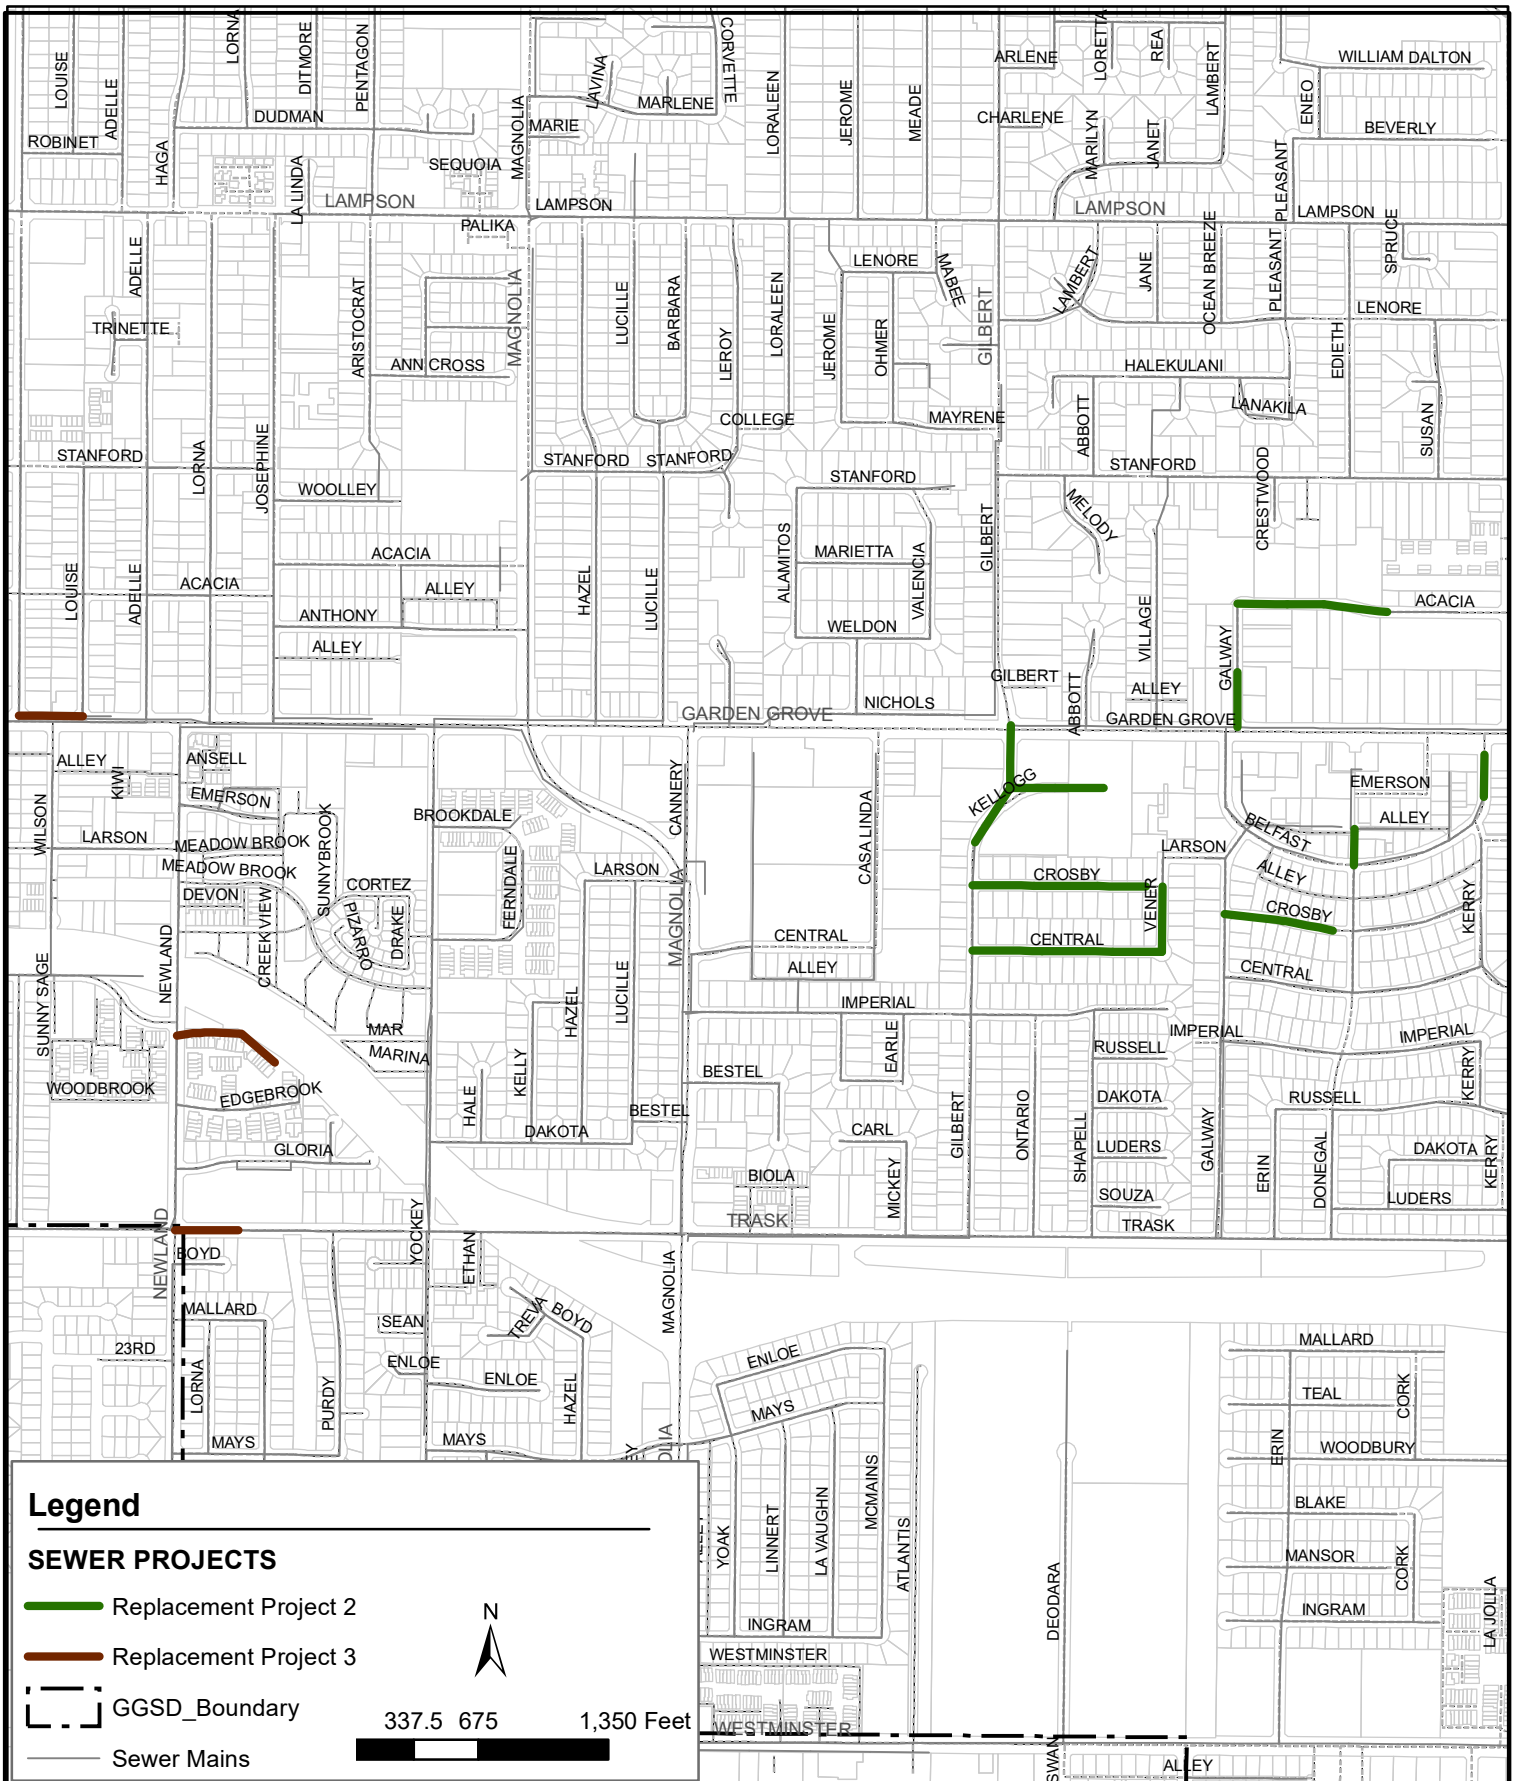 LOUISE
ADELLE
LORNA
DITMORE
PENTAGON
LAVINA
CORVETTE
LORALEEN
JEROME
MEADE
ARLENE
LORETTA
REA
LAMBERT
WILLIAM DALTON
ENEO
DUDMAN
MARLENE
MARIE
MAGNOLIA
CHARLENE
MARILYN
JANET
BEVERLY
ROBINET
HAGA
LA LINDA
SEQUOIA
PLEASANT
LAMPSON
LAMPSON
LAMPSON
LAMPSON
PALIKA
ADELLE
ARISTOCRAT
MAGNOLIA
LUCILLE
BARBARA
LEROY
LORALEEN
LENORE
MABEE
GILBERT
LAMBERT
JANE
OCEAN BREEZE
PLEASANT
SPRUCE
LENORE
TRINETTE
ANN CROSS
JEROME
OHMER
HALEKULANI
EDIETH
COLLEGE
MAYRENE
ABBOTT
LANAKILA
SUSAN
STANFORD
LORNA
JOSEPHINE
WOOLLEY
STANFORD
STANFORD
STANFORD
STANFORD
CRESTWOOD
MELODY
ACACIA
HAZEL
LUCILLE
ALAMITOS
MARIETTA
VALENCIA
GILBERT
LOUISE
ADELLE
ACACIA
ALLEY
ANTHONY
ALLEY
WELDON
VILLAGE
GALWAY
ACACIA
GILBERT
ABBOTT
ALLEY
NICHOLS
GARDEN GROVE
GARDEN GROVE
ALLEY
KIWI
ANSELL
EMERSON
WILSON
LARSON
MEADOW BROOK
MEADOW BROOK
SUNNYBROOK
BROOKDALE
CANNERY
CASA LINDA
KELLOGG
EMERSON
ALLEY
BELFAST
LARSON
ALLEY
DEVON
CREEK VIEW
CORTEZ
PIZARRO
DRAKE
FERNDALE
LARSON
MAGNOLIA
CROSBY
VENER
CROSBY
KERRY
CENTRAL
ALLEY
CENTRAL
CENTRAL
SUNNY SAGE
NEWLAND
HAZEL
LUCILLE
IMPERIAL
IMPERIAL
IMPERIAL
MAR
MARINA
WOODBROOK
EDGEBROOK
GLORIA
HALE
KELLY
DAKOTA
BESTEL
BESTEL
EARLE
CARL
BIOLA
MICKEY
GILBERT
ONTARIO
SHAPELL
RUSSELL
DAKOTA
LUDERS
SOUZA
TRASK
GALWAY
ERIN
DONEGAL
RUSSELL
KERRY
DAKOTA
KERRY
LUDERS
TRASK
NEWLAND
BOYD
YOCKEY
ETHAN
MAGNOLIA
MALLARD
23RD
LORNA
PURDY
SEAN
ENLOE
ENLOE
TREVA
BOYD
HAZEL
MAYS
MAYS
ENLOE
MAYS
MALLARD
TEAL
CORK
ERIN
WOODBURY
BLAKE
MANSOR
CORK
INGRAM
LA JOLLA
YOAK
LINNERT
LA VAUGHN
MCMAINS
ATLANTIS
DEODARA
INGRAM
WESTMINSTER
WESTMINSTER
SWAN
ALLEY
Legend
SEWER PROJECTS
Replacement Project 2
Replacement Project 3
GGSD_Boundary
Sewer Mains
N
337.5 675 1,350 Feet